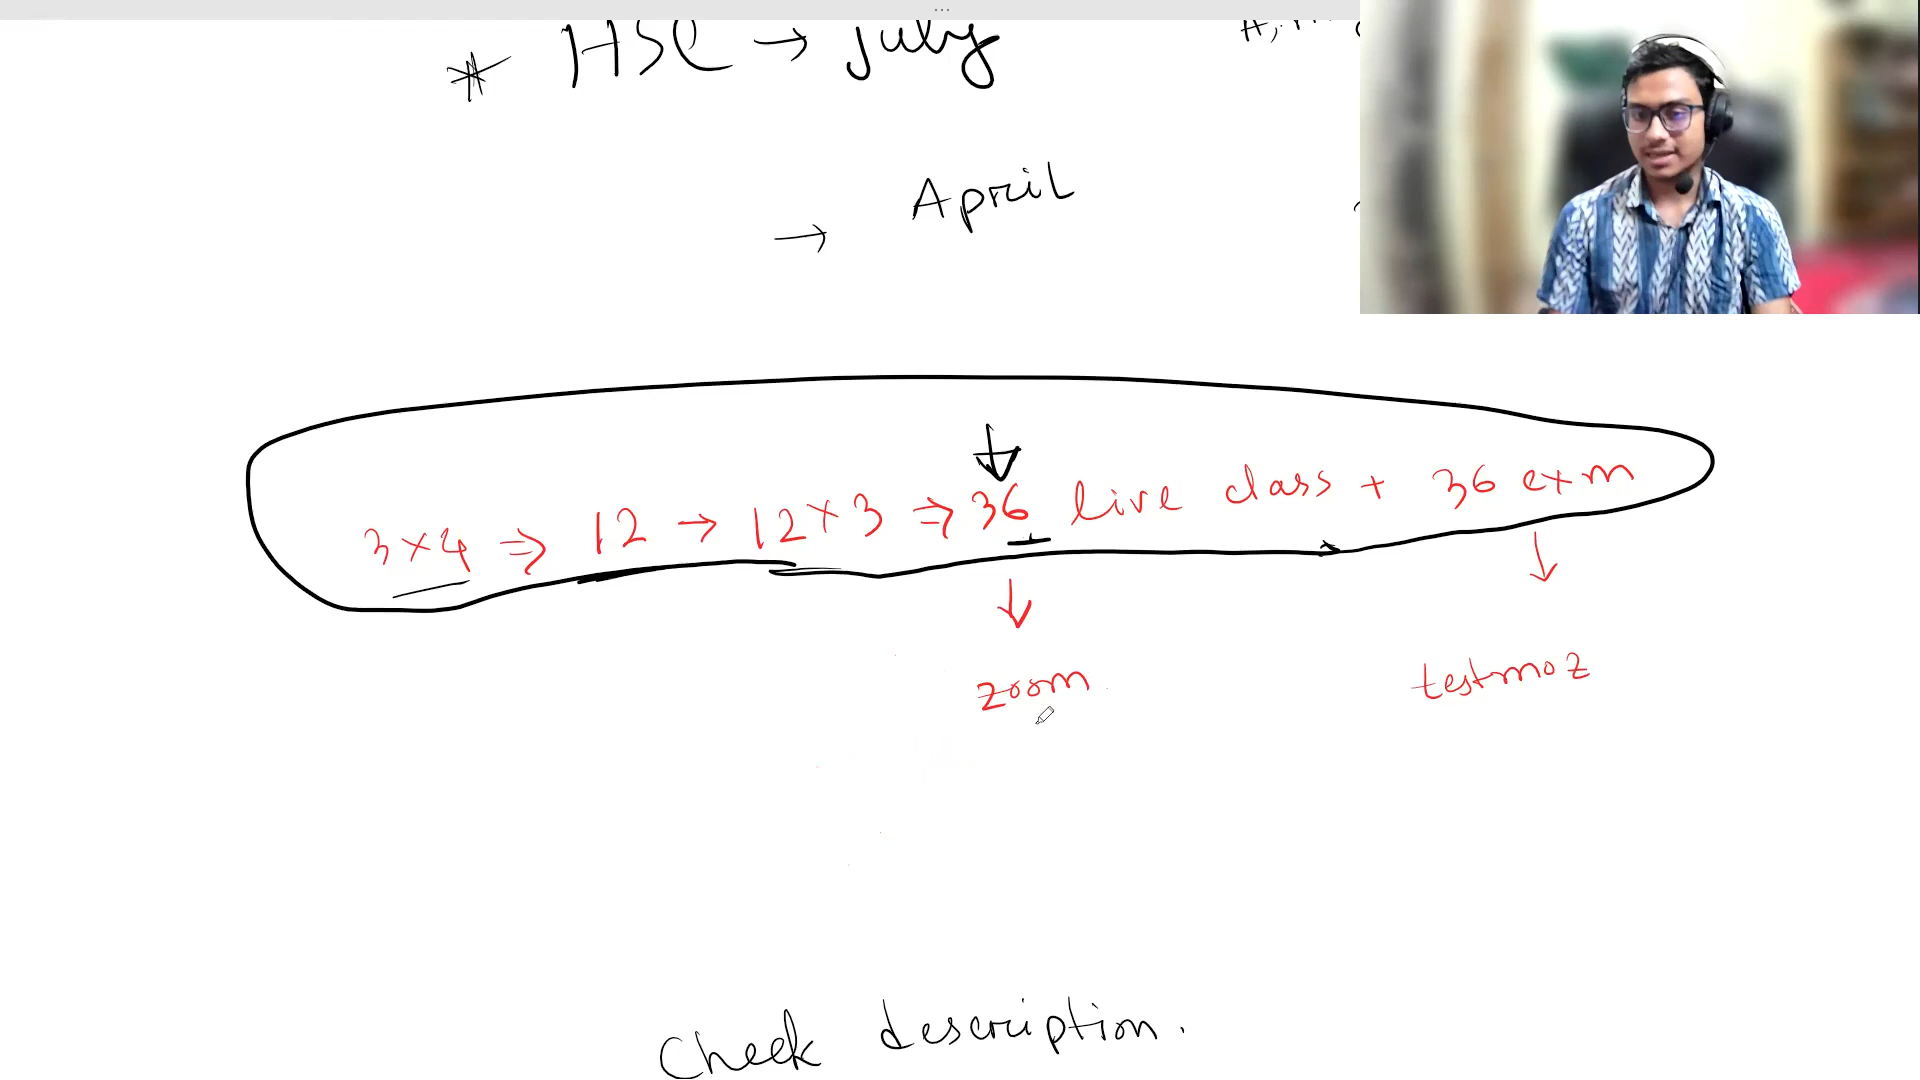 * HSC → july
→ April
3×4 ⇒ 12 → 12×3 ⇒ 36 live class + 36 exm
↓ ↓
zoom testmoz
Check description.